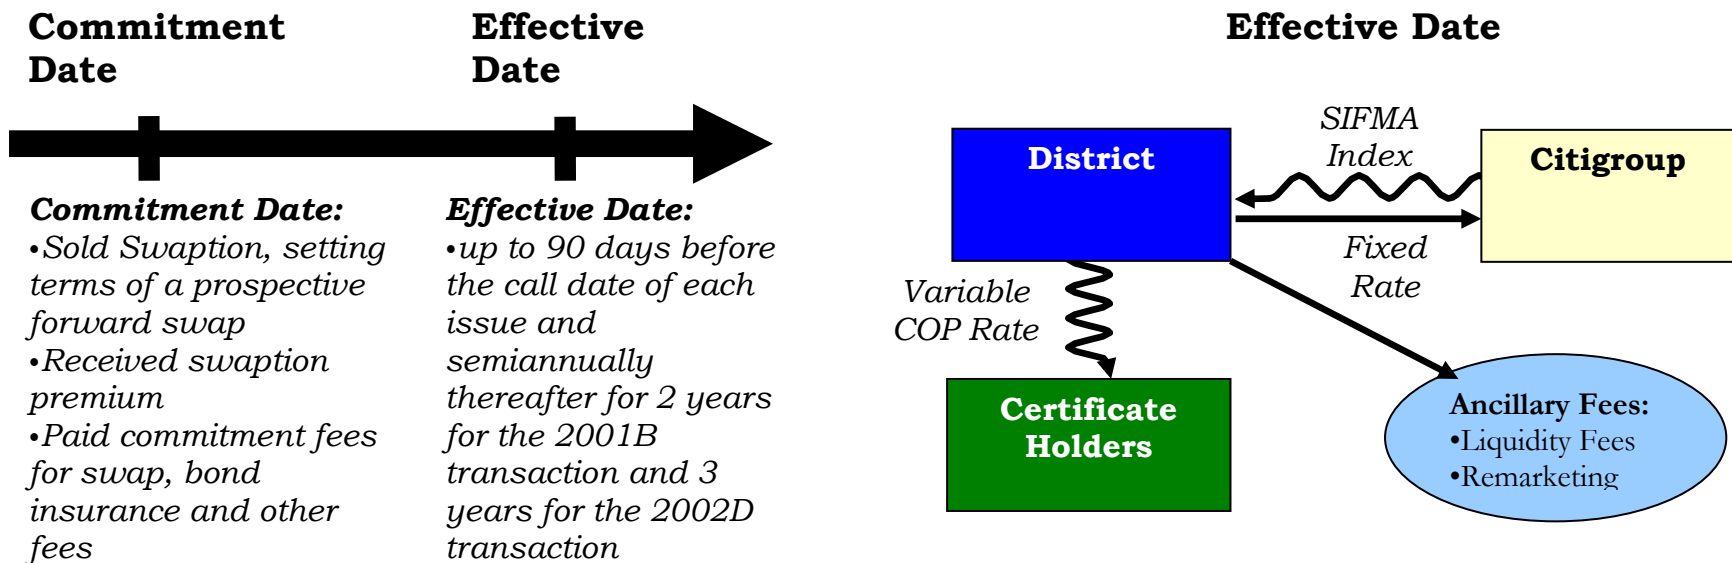 Commitment
Date
Effective
Date
Commitment Date:
•Sold Swaption, setting
terms of a prospective
forward swap
•Received swaption
premium
•Paid commitment fees
for swap, bond
insurance and other
fees
Effective Date:
•up to 90 days before
the call date of each
issue and
semiannually
thereafter for 2 years
for the 2001B
transaction and 3
years for the 2002D
transaction
Effective Date
District
SIFMA
Index
Citigroup
Fixed
Rate
Variable
COP Rate
Certificate
Holders
Ancillary Fees:
•Liquidity Fees
•Remarketing